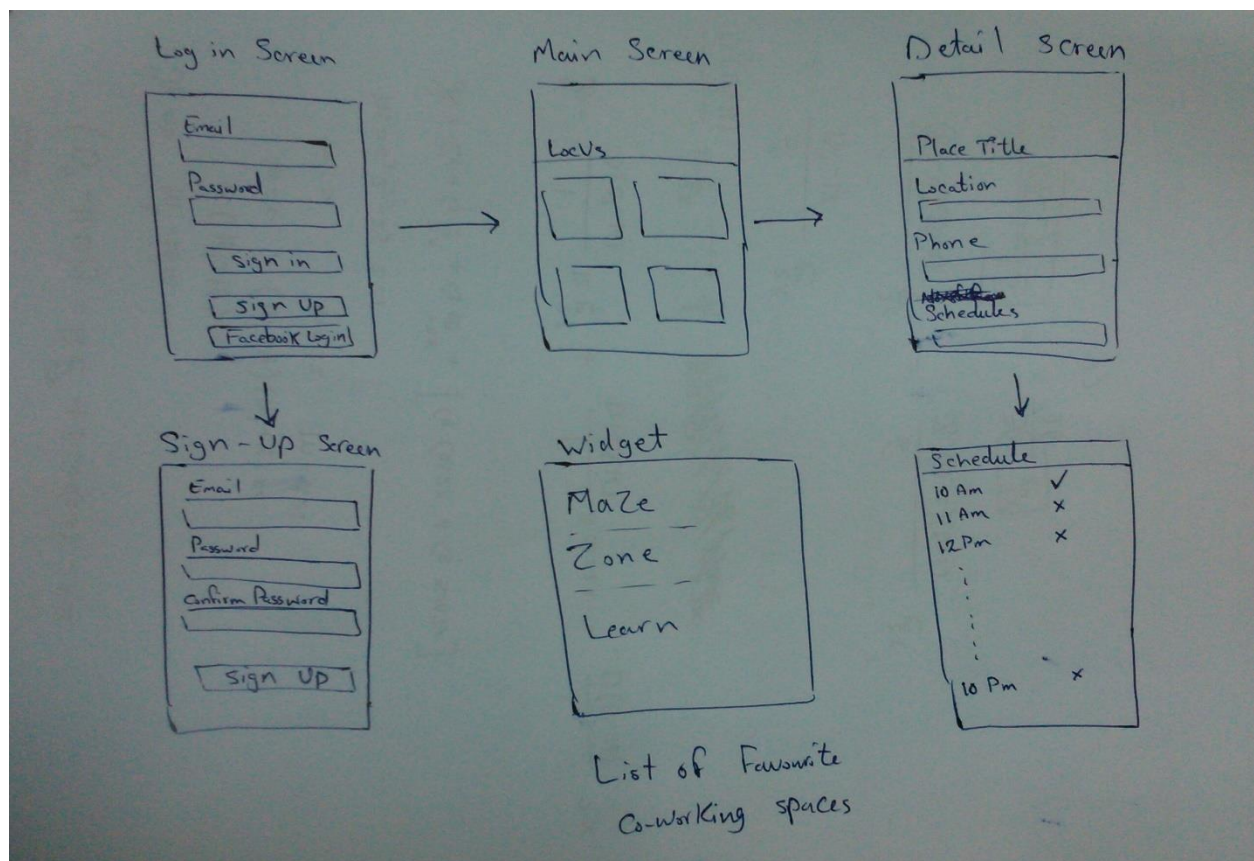 Log in Screen
Email
Password
Sign in
Sign Up
Facebook Login
Main Screen
LocUs
Detail Screen
Place Title
Location
Phone
Schedules
Sign-Up Screen
Email
Password
Confirm Password
Sign Up
Widget
Maze
Zone
Learn
List of Favourite
Co-working spaces
Schedule
10 Am ✓
11 Am x
12 Pm x
10 Pm x